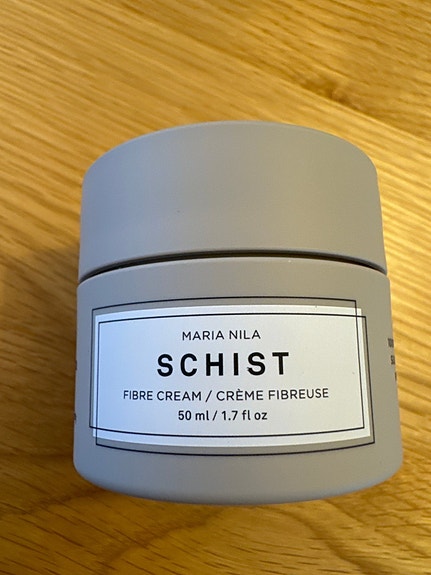 MARIA NILA
SCHIST
FIBRE CREAM / CRÈME FIBREUSE
50 ml / 1.7 fl oz